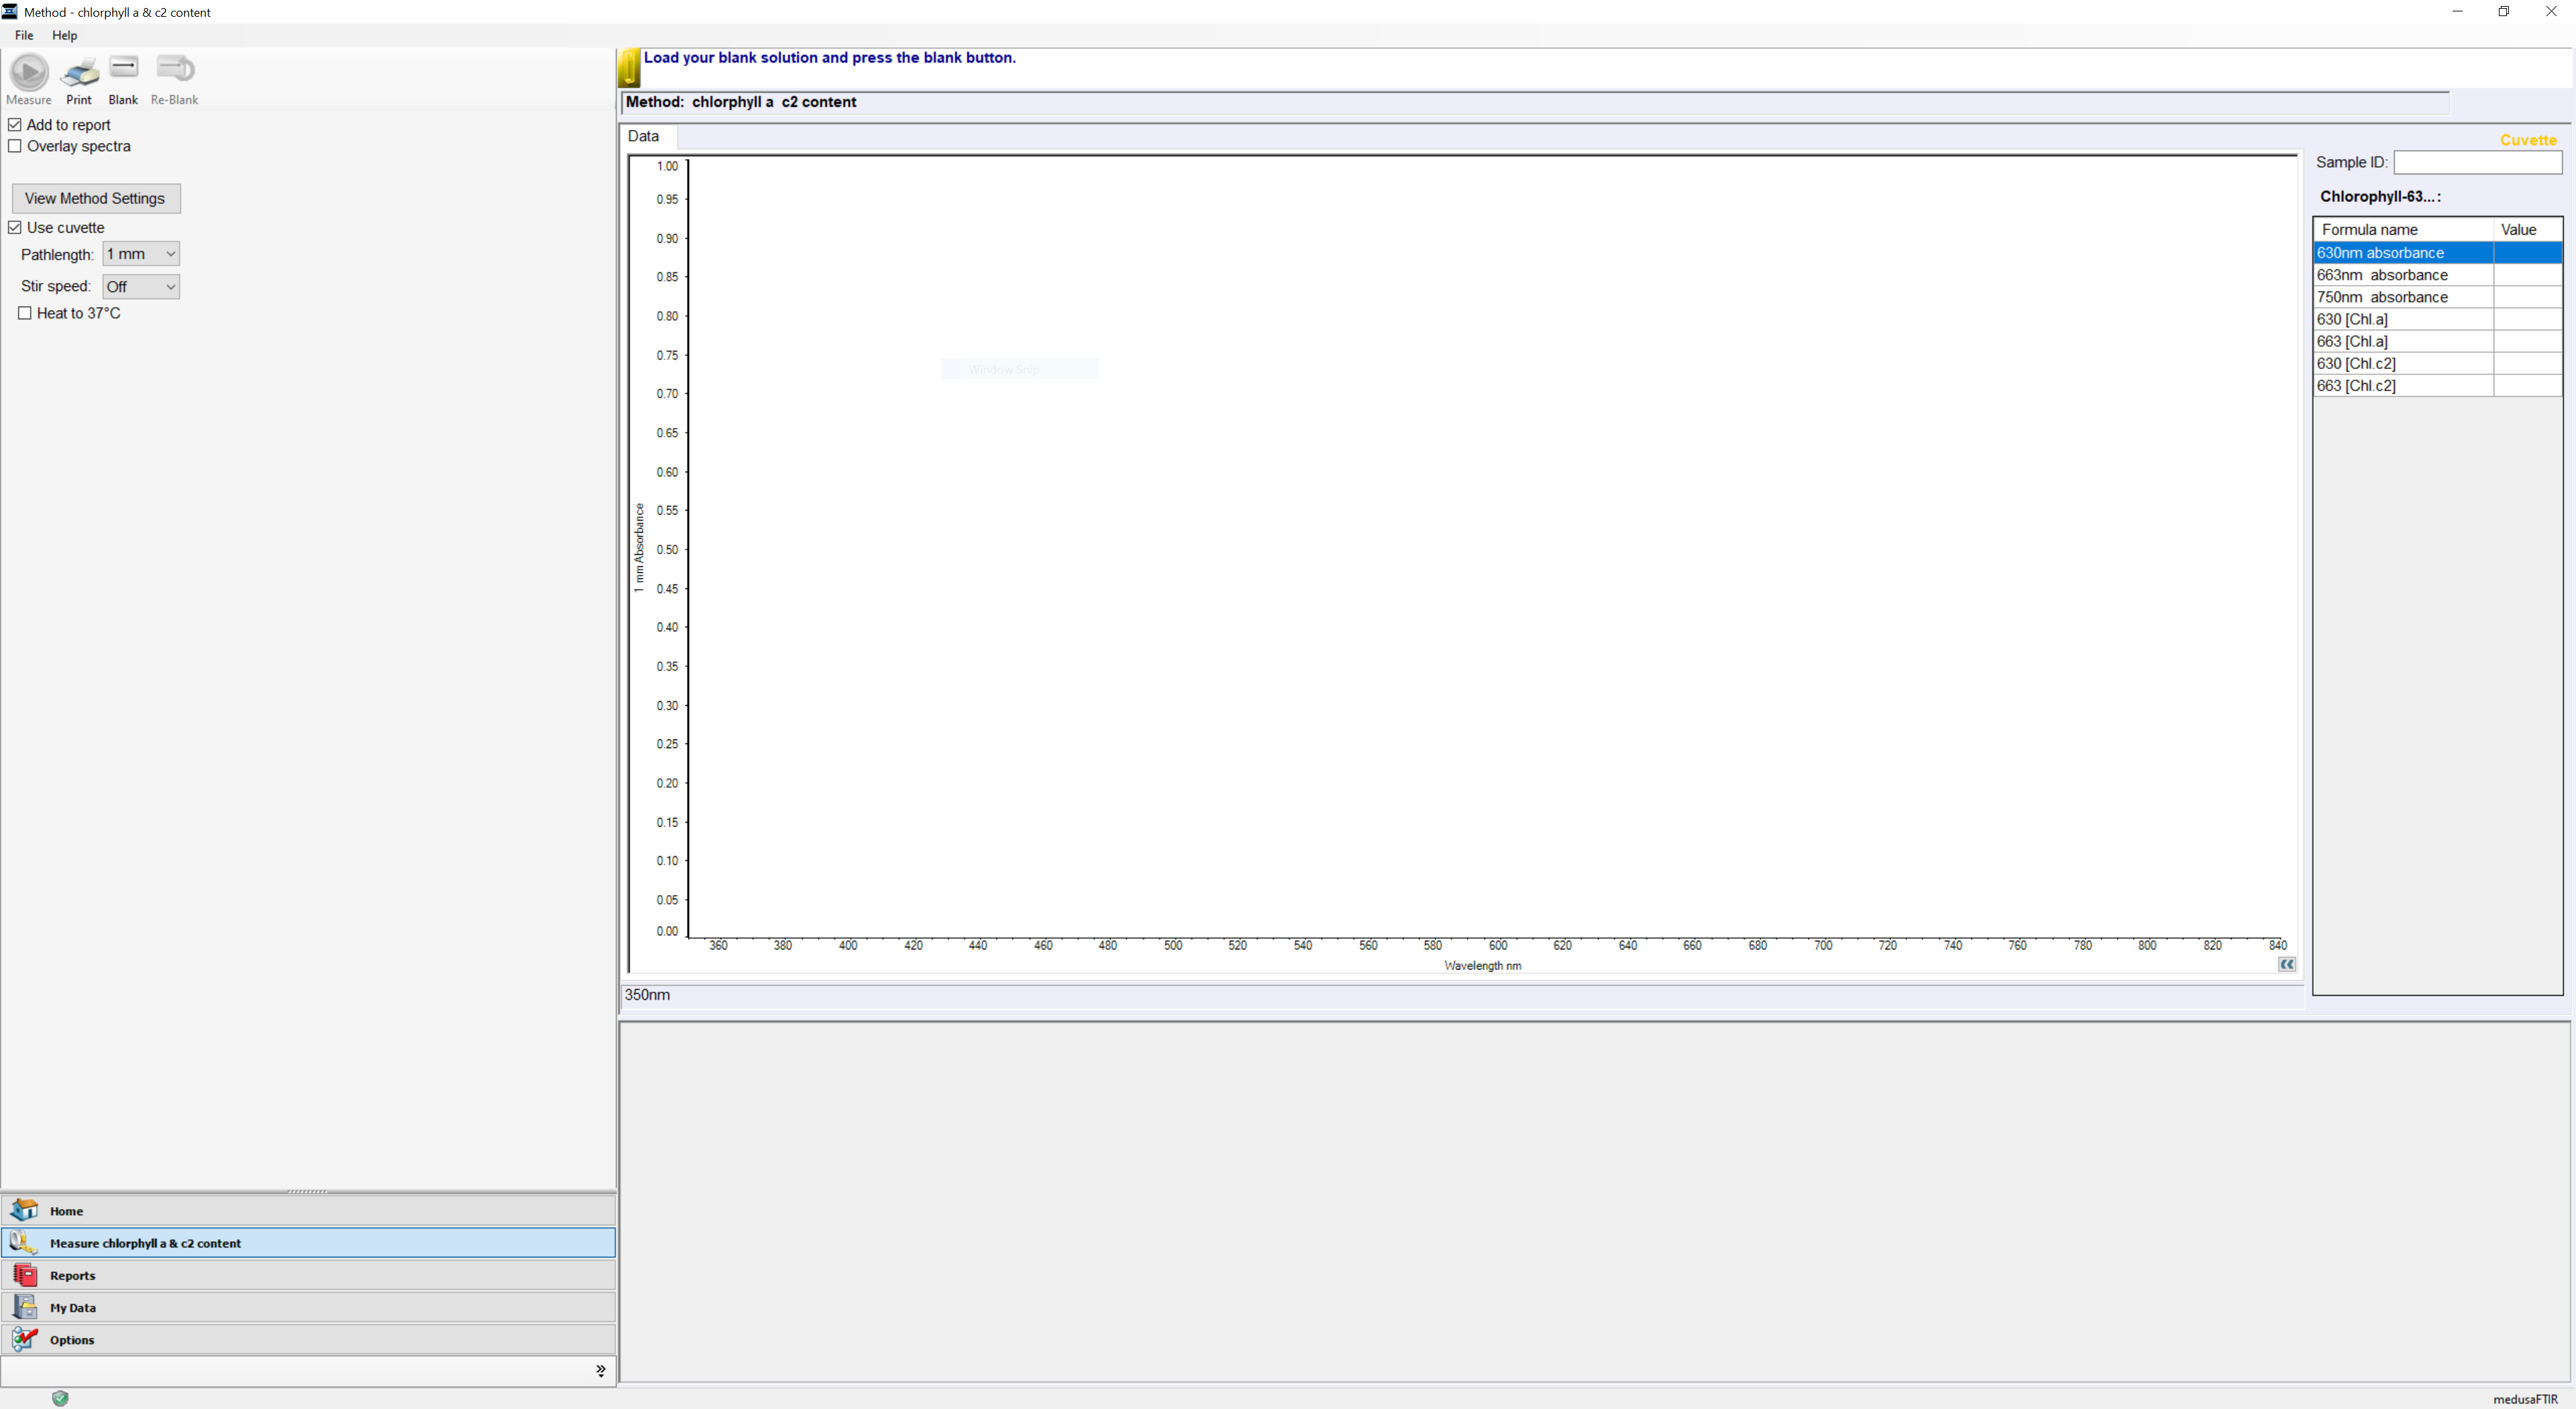 Method - chlorphyll a & c2 content
File Help
Measure Print Blank Re-Blank
Add to report
Overlay spectra
View Method Settings
Use cuvette
Pathlength: 1 mm
Stir speed: Off
Heat to 37°C
Home
Measure chlorphyll a & c2 content
Reports
My Data
Options
Load your blank solution and press the blank button.
Method: chlorphyll a c2 content
Data
1.00
0.95
0.90
0.85
0.80
0.75
0.70
0.65
0.60
0.55
0.50
0.45
0.40
0.35
0.30
0.25
0.20
0.15
0.10
0.05
0.00
1 mm Absorbance
Window Snip
360 380 400 420 440 460 480 500 520 540 560 580 600 620 640 660 680 700 720 740 760 780 800 820 840
Wavelength nm
350nm
Cuvette
Sample ID:
Chlorophyll-63...:
Formula name Value
630nm absorbance
663nm absorbance
750nm absorbance
630 [Chl.a]
663 [Chl.a]
630 [Chl.c2]
663 [Chl.c2]
medusaFTIR